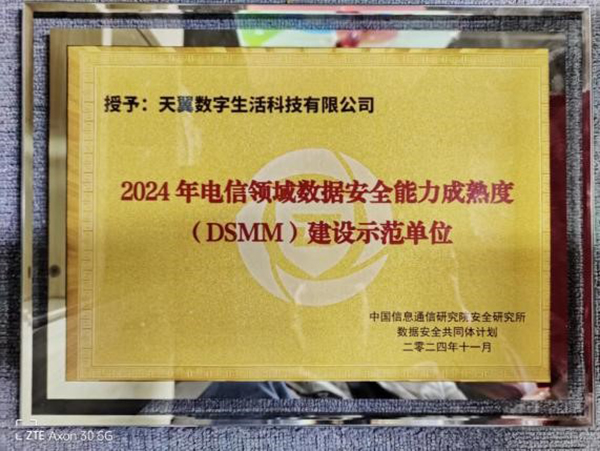 授予：天翼数字生活科技有限公司
2024年电信领域数据安全能力成熟度
（DSMM）建设示范单位
中国信息通信研究院安全研究所
数据安全共同体计划
二零二四年十一月
ZTE Axon 30 5G